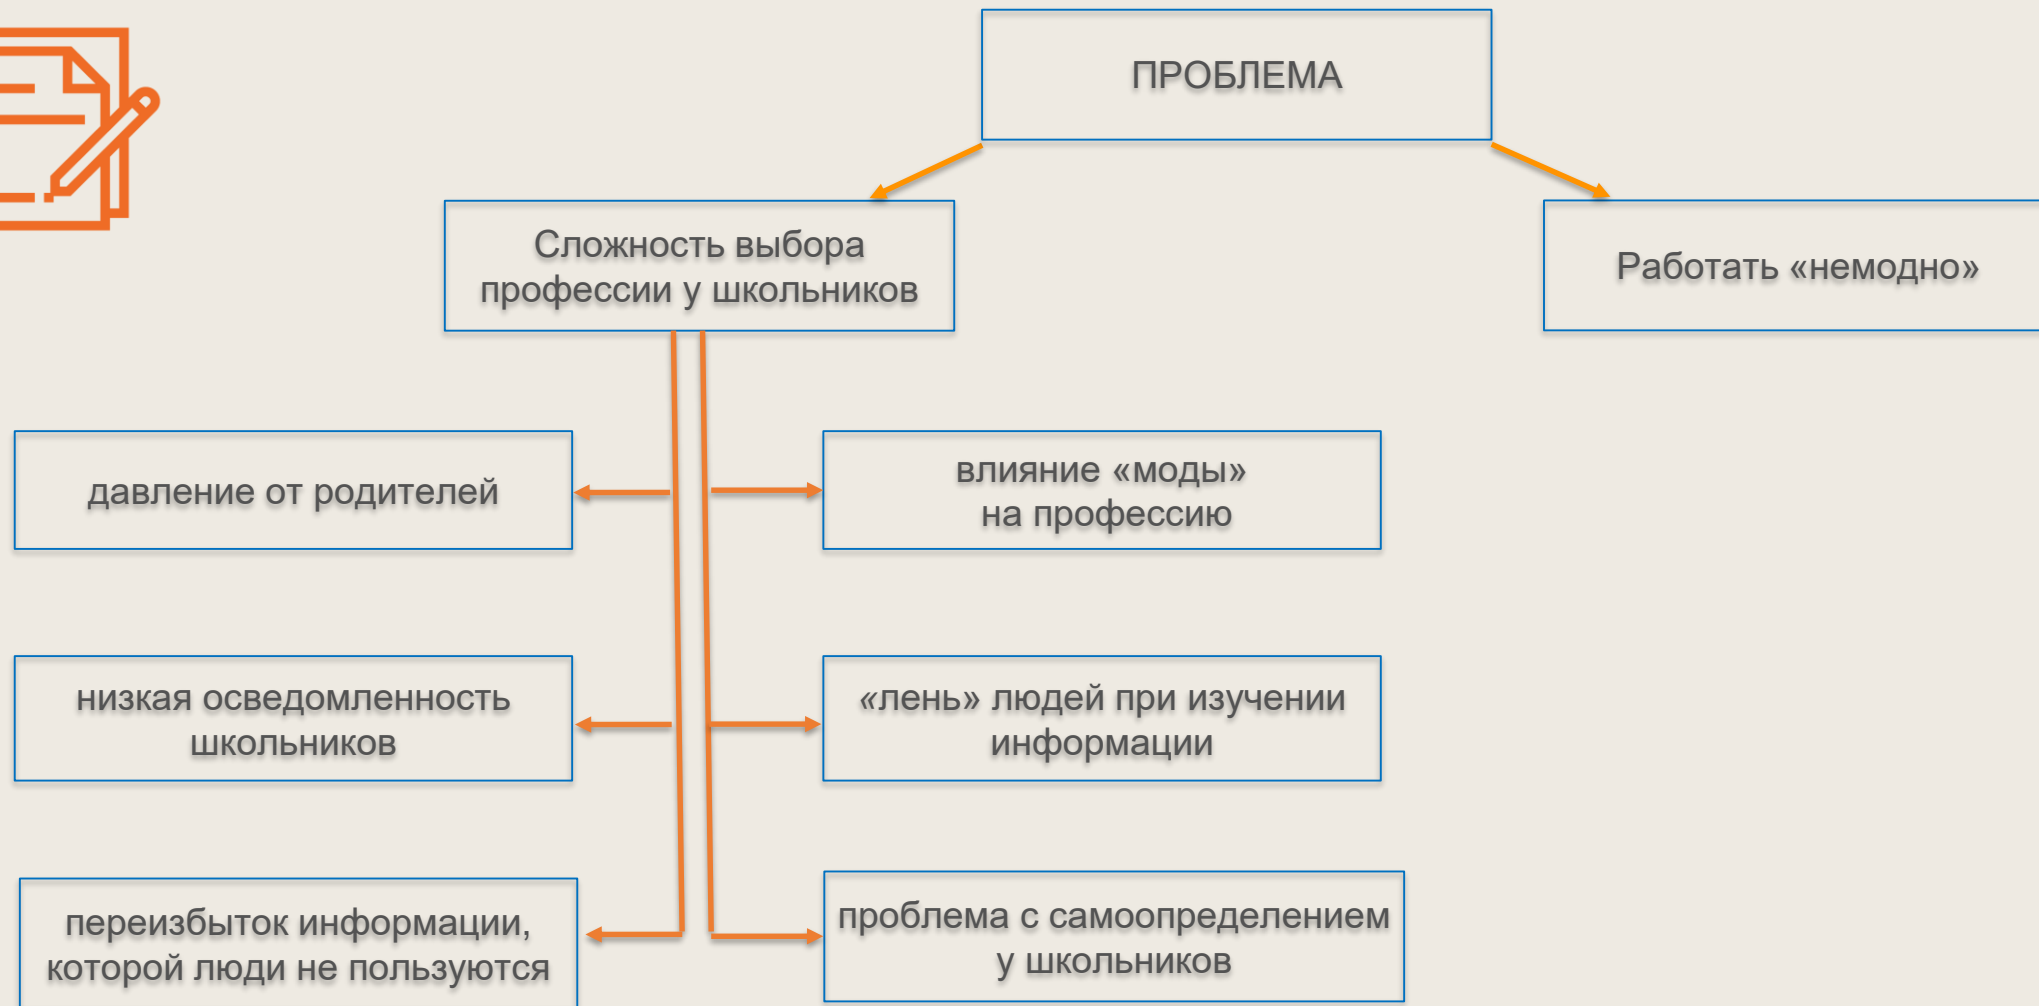 ПРОБЛЕМА
Сложность выбора
профессии у школьников
Работать «немодно»
давление от родителей
влияние «моды»
на профессию
низкая осведомленность
школьников
«лень» людей при изучении
информации
переизбыток информации,
которой люди не пользуются
проблема с самоопределением
у школьников